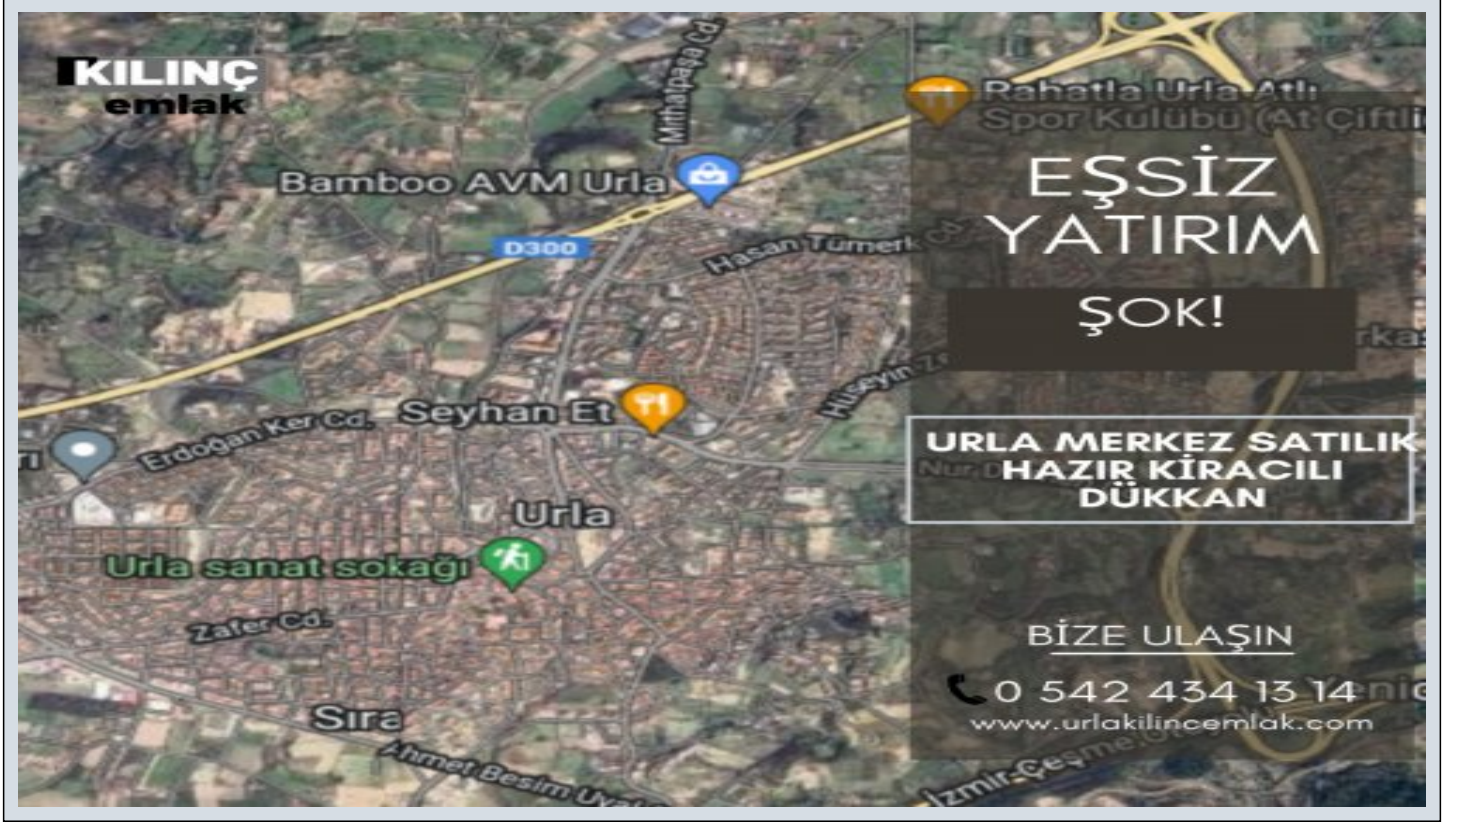 KILINÇ
emlak
Mithatpaşa Cd.
Rahatla Urla Atlı
Spor Kulübü (At Çiftli
Bamboo AVM Urla
D300
Hasan Tümerk Cd.
EŞSİZ
YATIRIM
ŞOK!
Hüseyin
Erdoğan Ker Cd.
Seyhan Et
URLA MERKEZ SATILIK
HAZIR KİRACILI
DÜKKAN
Urla
Urla sanat sokağı
Zafer Cd.
BİZE ULAŞIN
0 542 434 13 14
www.urlakilincemlak.com
Sıra
Ahmet Besim Uyal
İzmir-Çeşme